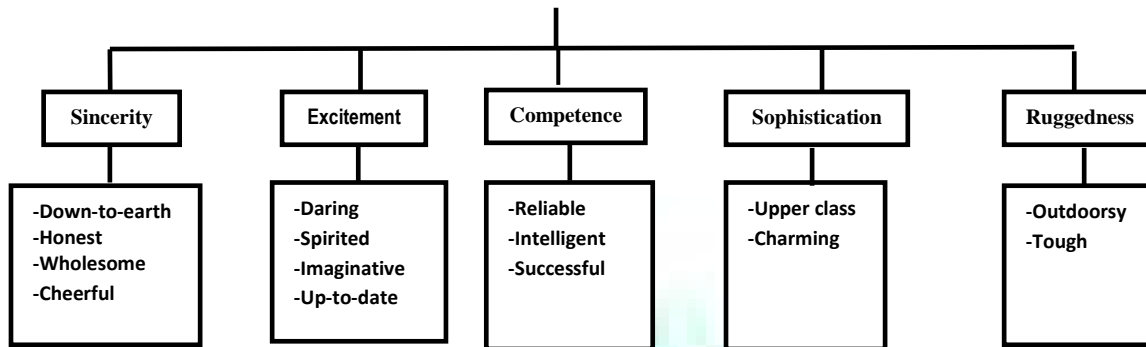 Sincerity
Excitement
Competence
Sophistication
Ruggedness
-Down-to-earth
-Honest
-Wholesome
-Cheerful
-Daring
-Spirited
-Imaginative
-Up-to-date
-Reliable
-Intelligent
-Successful
-Upper class
-Charming
-Outdoorsy
-Tough